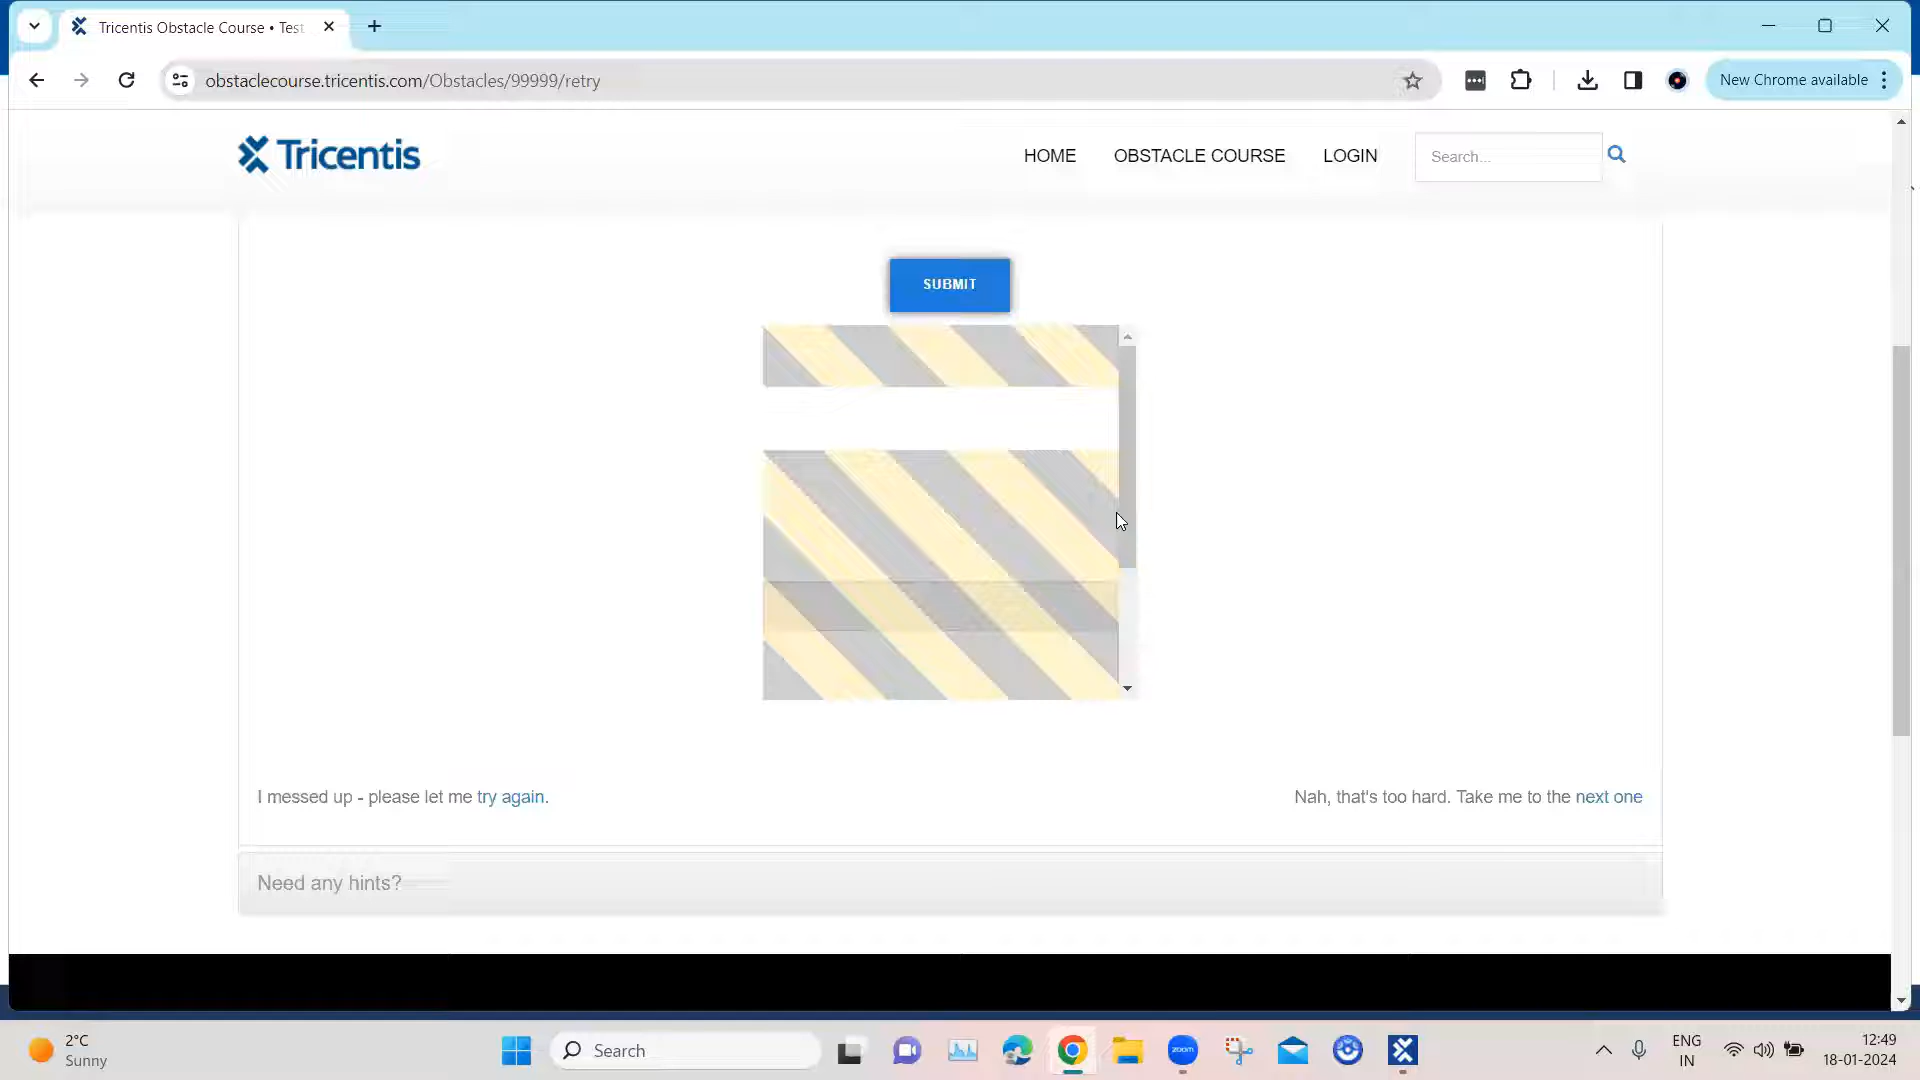 Tricentis Obstacle Course • Test
obstaclecourse.tricentis.com/Obstacles/99999/retry
New Chrome available
Tricentis
HOME
OBSTACLE COURSE
LOGIN
Search...
SUBMIT
I messed up - please let me try again.
Nah, that's too hard. Take me to the next one
Need any hints?
2°C
Sunny
Search
zoom
ENG
IN
12:49
18-01-2024